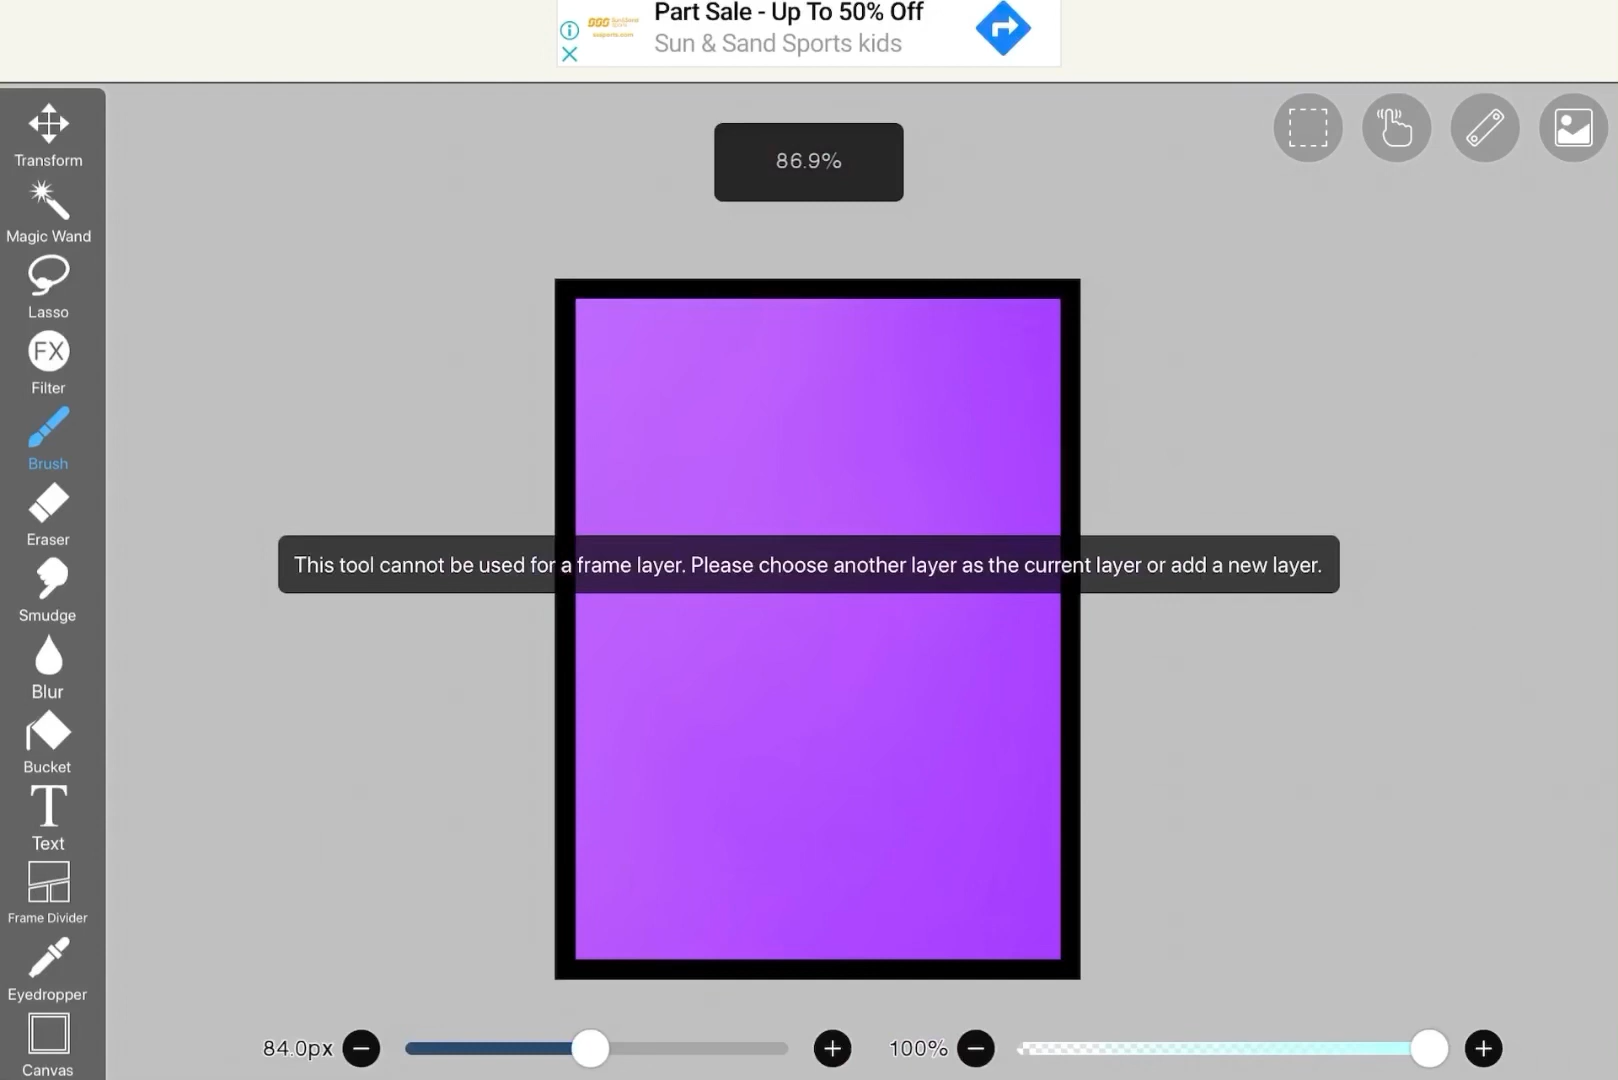 Part Sale - Up To 50% Off
Sun & Sand Sports kids
86.9%
Transform
Magic Wand
Lasso
FX
Filter
Brush
Eraser
This tool cannot be used for a frame layer. Please choose another layer as the current layer or add a new layer.
Smudge
Blur
Bucket
T
Text
Frame Divider
Eyedropper
Canvas
84.0px
100%